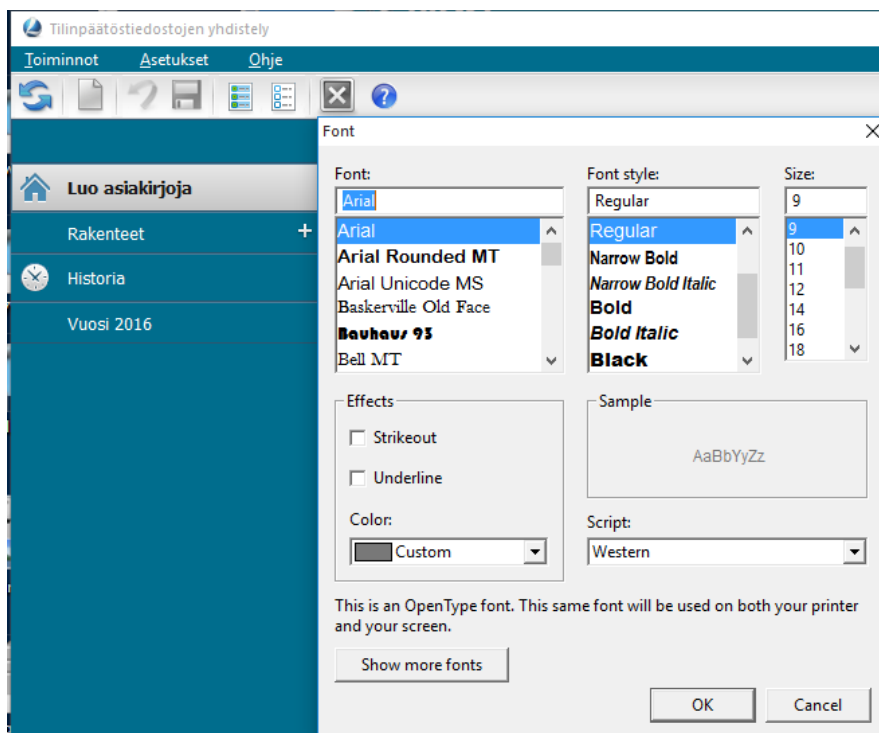 Tilinpäätöstiedostojen yhdistely
Toiminnot Asetukset Ohje
Luo asiakirjoja
Rakenteet +
Historia
Vuosi 2016
Font
Font:
Arial
Arial
Arial Rounded MT
Arial Unicode MS
Baskerville Old Face
Bauhaus 93
Bell MT
Font style:
Regular
Regular
Narrow Bold
Narrow Bold Italic
Bold
Bold Italic
Black
Size:
9
9
10
11
12
14
16
18
Effects
Strikeout
Underline
Color:
Custom
Sample
AaBbYyZz
Script:
Western
This is an OpenType font. This same font will be used on both your printer
and your screen.
Show more fonts
OK Cancel